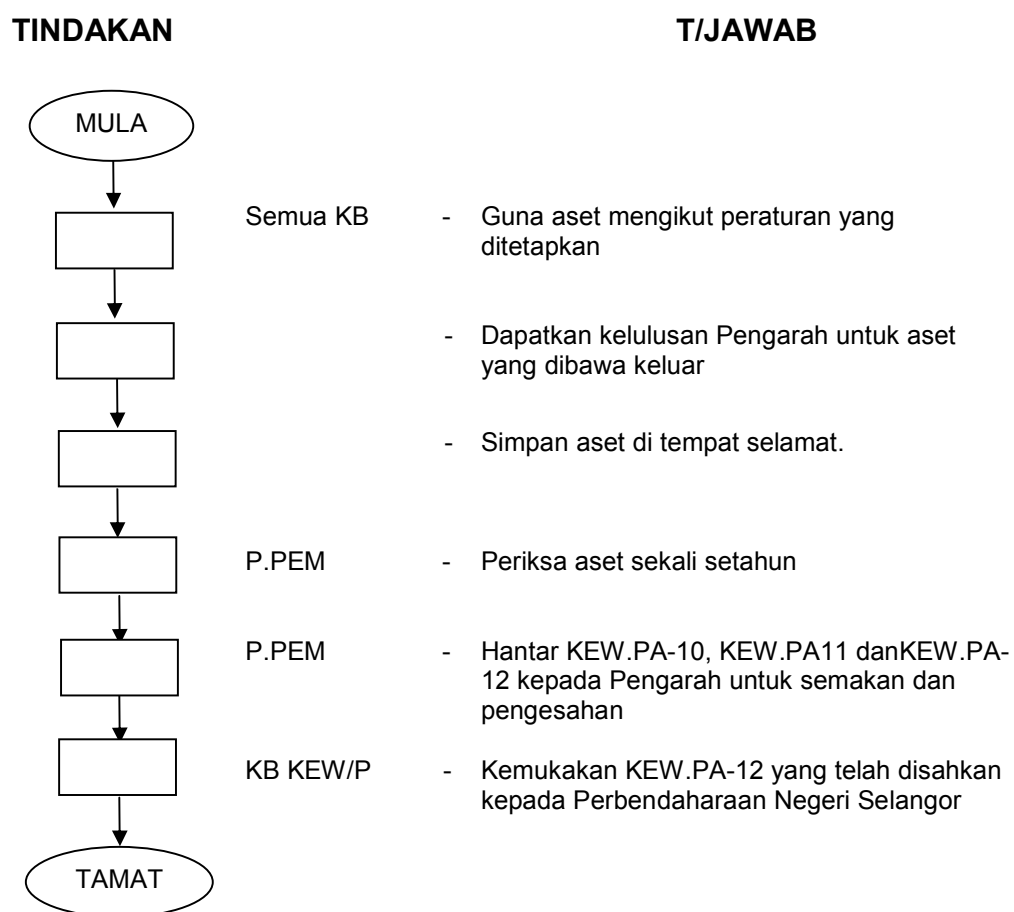 TINDAKAN T/JAWAB
MULA
Semua KB - Guna aset mengikut peraturan yang
ditetapkan
- Dapatkan kelulusan Pengarah untuk aset
yang dibawa keluar
- Simpan aset di tempat selamat.
P.PEM - Periksa aset sekali setahun
P.PEM - Hantar KEW.PA-10, KEW.PA11 danKEW.PA-
12 kepada Pengarah untuk semakan dan
pengesahan
KB KEW/P - Kemukakan KEW.PA-12 yang telah disahkan
kepada Perbendaharaan Negeri Selangor
TAMAT